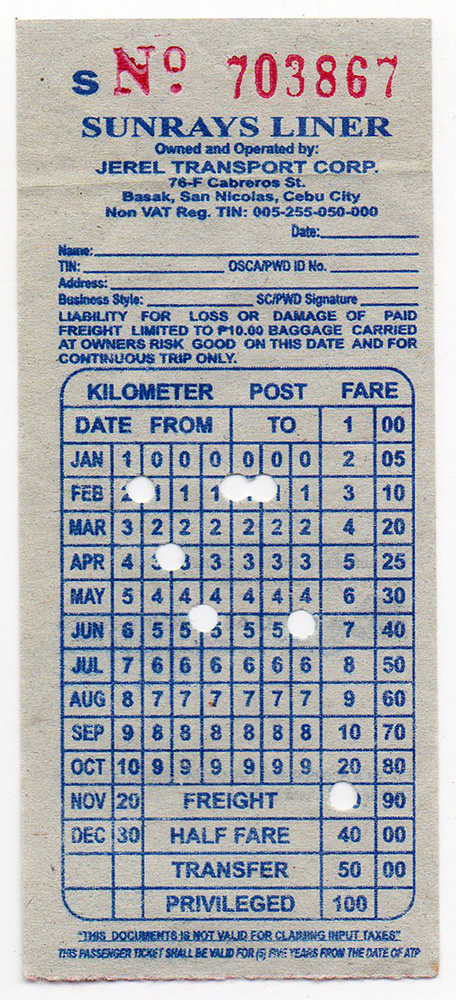 S Nº 703867
SUNRAYS LINER
Owned and Operated by:
JEREL TRANSPORT CORP.
76-F Cabreros St.
Basak, San Nicolas, Cebu City
Non VAT Reg. TIN: 005-255-050-000
Date:
Name:
TIN: OSCA/PWD ID No.
Address:
Business Style: SC/PWD Signature
LIABILITY FOR LOSS OR DAMAGE OF PAID
FREIGHT LIMITED TO ₱10.00 BAGGAGE CARRIED
AT OWNERS RISK GOOD ON THIS DATE AND FOR
CONTINUOUS TRIP ONLY.
KILOMETER POST FARE
DATE FROM TO 1 00
JAN 1 0 0 0 0 0 0 2 05
FEB 1 1 1 3 10
MAR 3 2 2 2 2 2 2 4 20
APR 4 3 3 3 3 3 5 25
MAY 5 4 4 4 4 4 4 6 30
JUN 6 5 5 5 5 7 40
JUL 7 6 6 6 6 6 6 8 50
AUG 8 7 7 7 7 7 7 9 60
SEP 9 8 8 8 8 8 8 10 70
OCT 10 9 9 9 9 9 9 20 80
NOV 20 FREIGHT 90
DEC 30 HALF FARE 40 00
TRANSFER 50 00
PRIVILEGED 100
"THIS DOCUMENTS IS NOT VALID FOR CLAIMING INPUT TAXES"
THIS PASSENGER TICKET SHALL BE VALID FOR (5) FIVE YEARS FROM THE DATE OF ATP